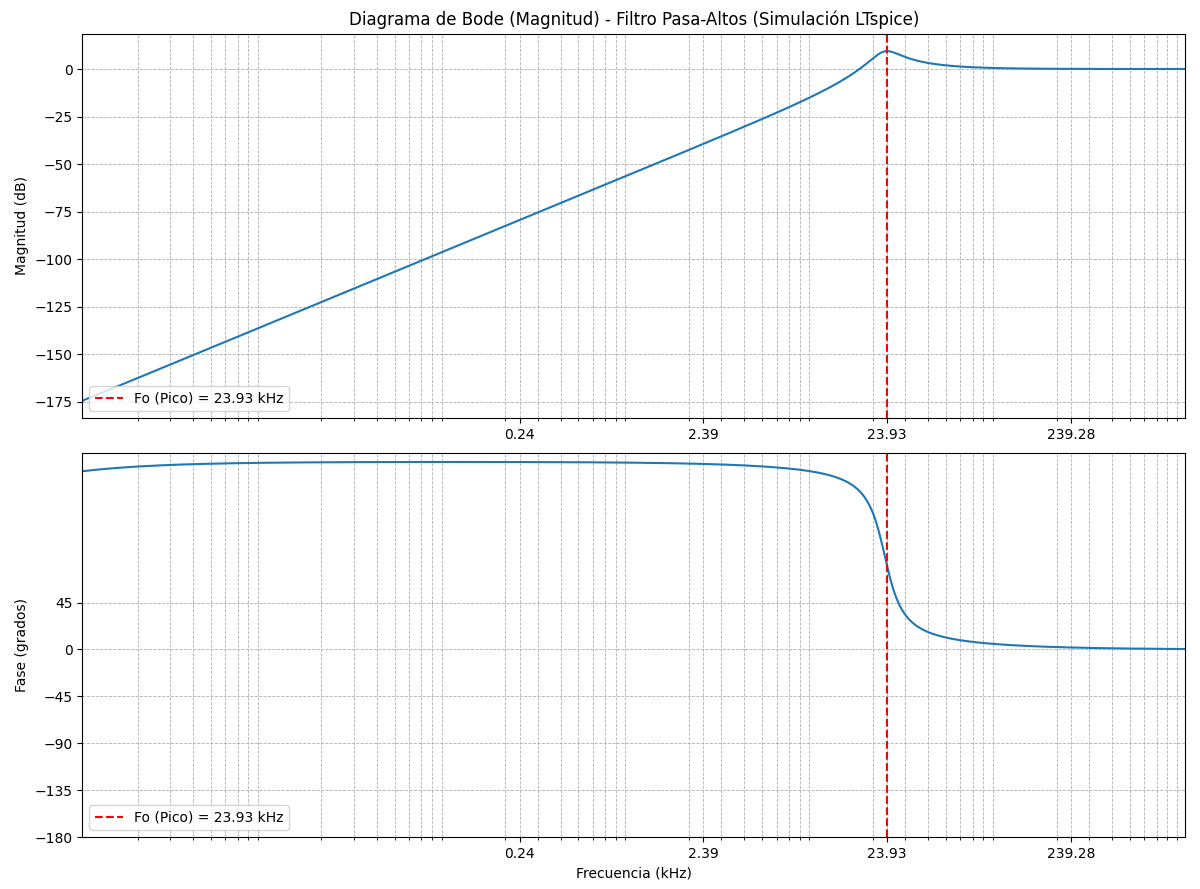 Diagrama de Bode (Magnitud) - Filtro Pasa-Altos (Simulación LTspice)
Magnitud (dB)
0
−25
−50
−75
−100
−125
−150
−175
Fo (Pico) = 23.93 kHz
0.24 2.39 23.93 239.28
Fase (grados)
45
0
−45
−90
−135
−180
Fo (Pico) = 23.93 kHz
0.24 2.39 23.93 239.28
Frecuencia (kHz)